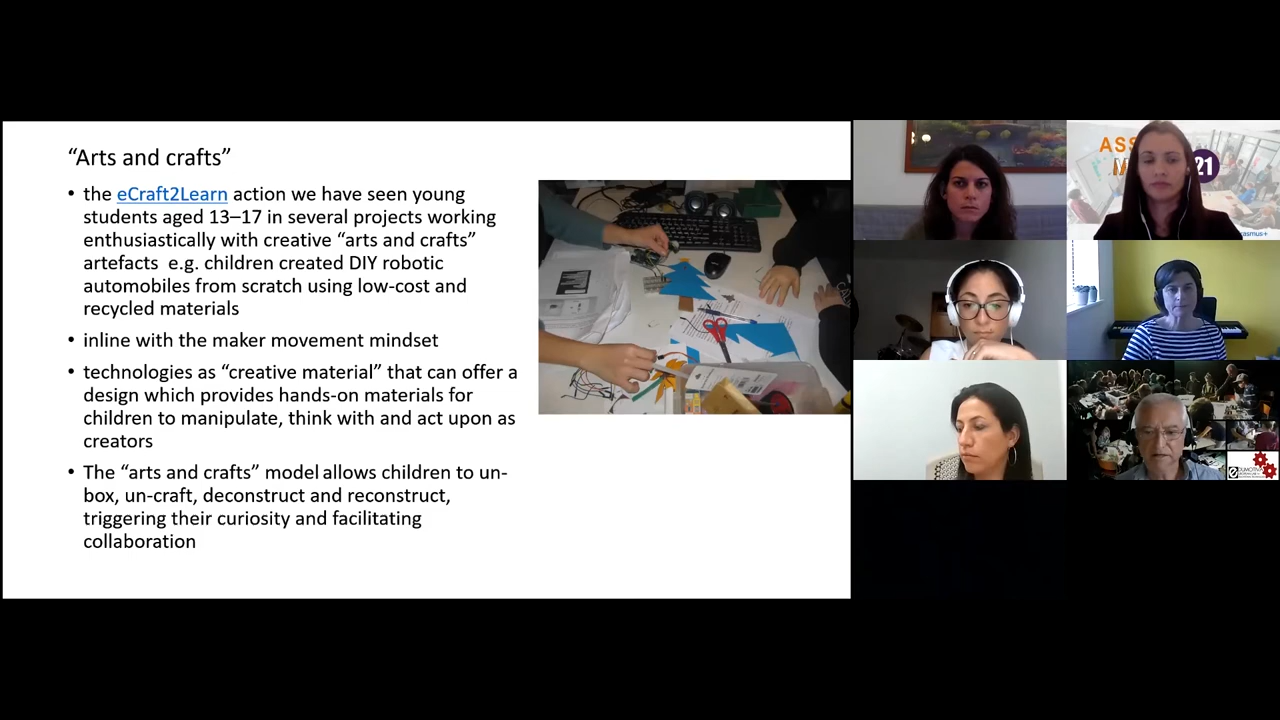 “Arts and crafts”
• the eCraft2Learn action we have seen young
students aged 13–17 in several projects working
enthusiastically with creative “arts and crafts”
artefacts e.g. children created DIY robotic
automobiles from scratch using low-cost and
recycled materials
• inline with the maker movement mindset
• technologies as “creative material” that can offer a
design which provides hands-on materials for
children to manipulate, think with and act upon as
creators
• The “arts and crafts” model allows children to un-
box, un-craft, deconstruct and reconstruct,
triggering their curiosity and facilitating
collaboration
ASS
21